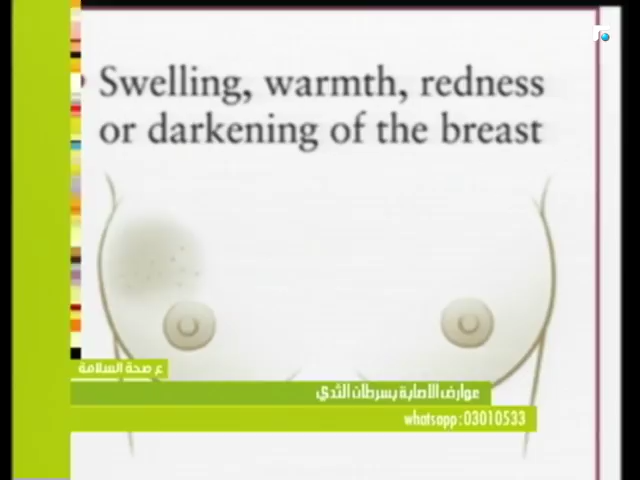 Swelling, warmth, redness
or darkening of the breast
ع صحة السلامة
عوارض الاصابة بسرطان الثدي
whatsapp:03010533